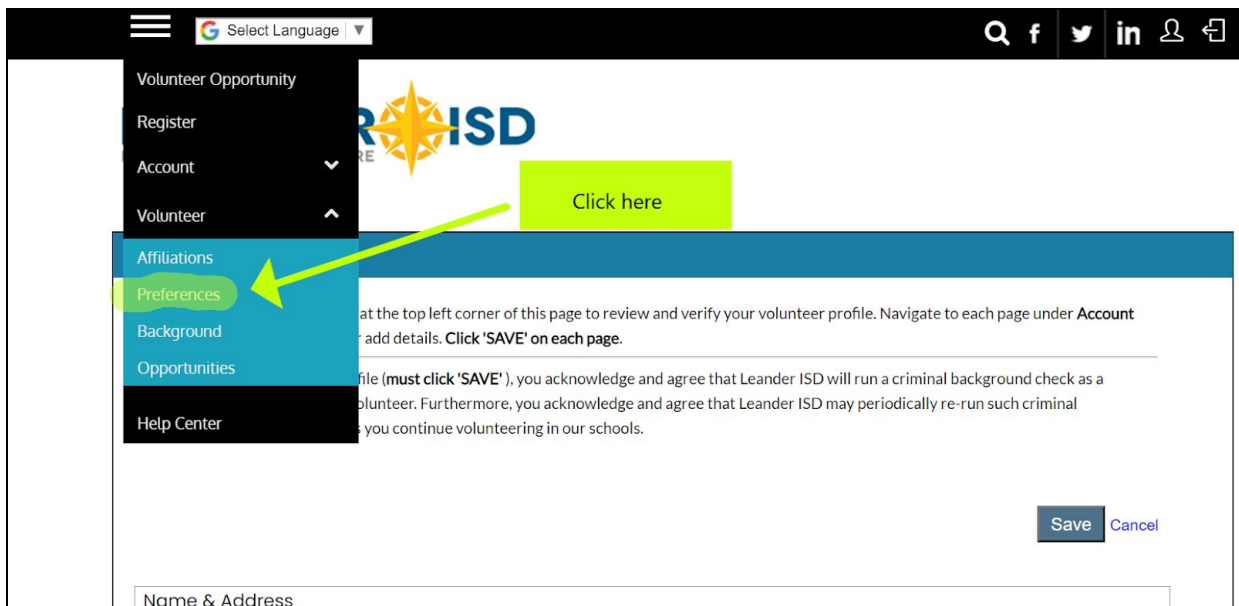 Select Language ▼
f in
Volunteer Opportunity
Register
R ISD
RE
Account
Click here
Volunteer
Affiliations
Preferences
at the top left corner of this page to review and verify your volunteer profile. Navigate to each page under Account
Background
add details. Click 'SAVE' on each page.
Opportunities
file (must click 'SAVE' ), you acknowledge and agree that Leander ISD will run a criminal background check as a
olunteer. Furthermore, you acknowledge and agree that Leander ISD may periodically re-run such criminal
Help Center
you continue volunteering in our schools.
Save Cancel
Name & Address